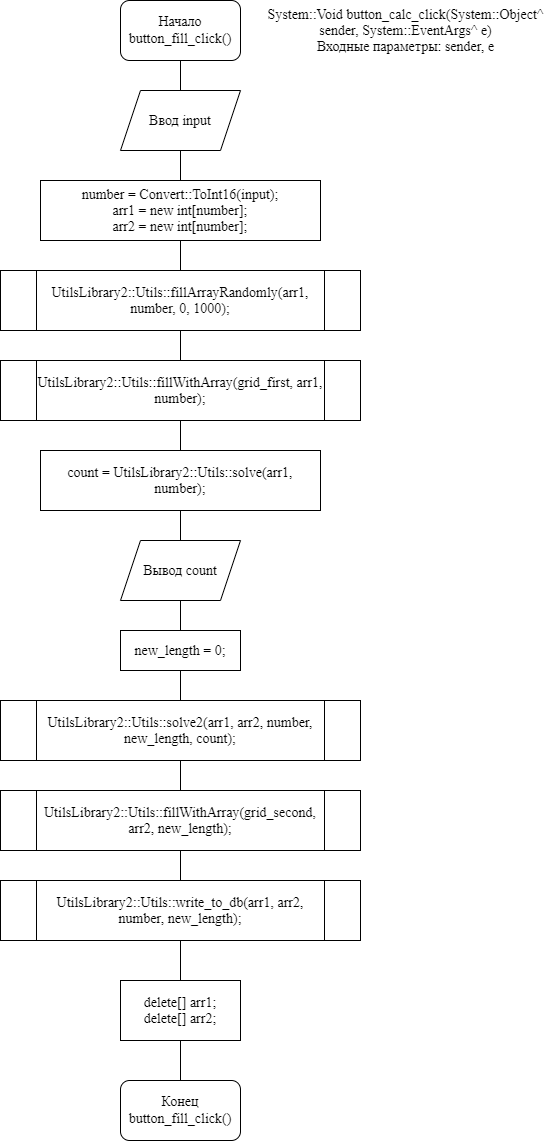 Начало
button_fill_click()
System::Void button_calc_click(System::Object^
sender, System::EventArgs^ e)
Входные параметры: sender, e
Ввод input
number = Convert::ToInt16(input);
arr1 = new int[number];
arr2 = new int[number];
UtilsLibrary2::Utils::fillArrayRandomly(arr1,
number, 0, 1000);
UtilsLibrary2::Utils::fillWithArray(grid_first, arr1,
number);
count = UtilsLibrary2::Utils::solve(arr1,
number);
Вывод count
new_length = 0;
UtilsLibrary2::Utils::solve2(arr1, arr2, number,
new_length, count);
UtilsLibrary2::Utils::fillWithArray(grid_second,
arr2, new_length);
UtilsLibrary2::Utils::write_to_db(arr1, arr2,
number, new_length);
delete[] arr1;
delete[] arr2;
Конец
button_fill_click()